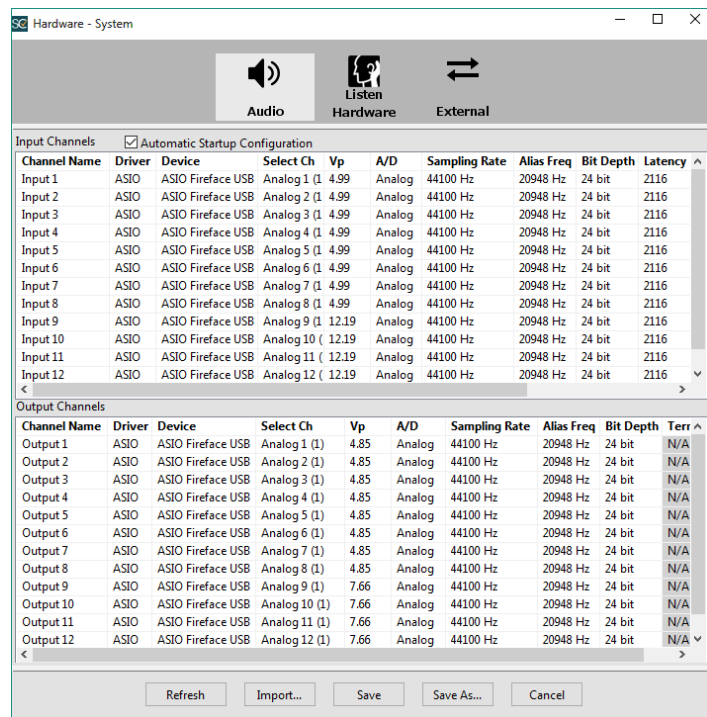 SC Hardware - System
Audio
Listen
Hardware
External
Input Channels Automatic Startup Configuration
Channel Name Driver Device Select Ch Vp A/D Sampling Rate Alias Freq Bit Depth Latency
Input 1 ASIO ASIO Fireface USB Analog 1 (1 4.99 Analog 44100 Hz 20948 Hz 24 bit 2116
Input 2 ASIO ASIO Fireface USB Analog 2 (1 4.99 Analog 44100 Hz 20948 Hz 24 bit 2116
Input 3 ASIO ASIO Fireface USB Analog 3 (1 4.99 Analog 44100 Hz 20948 Hz 24 bit 2116
Input 4 ASIO ASIO Fireface USB Analog 4 (1 4.99 Analog 44100 Hz 20948 Hz 24 bit 2116
Input 5 ASIO ASIO Fireface USB Analog 5 (1 4.99 Analog 44100 Hz 20948 Hz 24 bit 2116
Input 6 ASIO ASIO Fireface USB Analog 6 (1 4.99 Analog 44100 Hz 20948 Hz 24 bit 2116
Input 7 ASIO ASIO Fireface USB Analog 7 (1 4.99 Analog 44100 Hz 20948 Hz 24 bit 2116
Input 8 ASIO ASIO Fireface USB Analog 8 (1 4.99 Analog 44100 Hz 20948 Hz 24 bit 2116
Input 9 ASIO ASIO Fireface USB Analog 9 (1 12.19 Analog 44100 Hz 20948 Hz 24 bit 2116
Input 10 ASIO ASIO Fireface USB Analog 10 ( 12.19 Analog 44100 Hz 20948 Hz 24 bit 2116
Input 11 ASIO ASIO Fireface USB Analog 11 ( 12.19 Analog 44100 Hz 20948 Hz 24 bit 2116
Input 12 ASIO ASIO Fireface USB Analog 12 ( 12.19 Analog 44100 Hz 20948 Hz 24 bit 2116
Output Channels
Channel Name Driver Device Select Ch Vp A/D Sampling Rate Alias Freq Bit Depth Terr
Output 1 ASIO ASIO Fireface USB Analog 1 (1) 4.85 Analog 44100 Hz 20948 Hz 24 bit N/A
Output 2 ASIO ASIO Fireface USB Analog 2 (1) 4.85 Analog 44100 Hz 20948 Hz 24 bit N/A
Output 3 ASIO ASIO Fireface USB Analog 3 (1) 4.85 Analog 44100 Hz 20948 Hz 24 bit N/A
Output 4 ASIO ASIO Fireface USB Analog 4 (1) 4.85 Analog 44100 Hz 20948 Hz 24 bit N/A
Output 5 ASIO ASIO Fireface USB Analog 5 (1) 4.85 Analog 44100 Hz 20948 Hz 24 bit N/A
Output 6 ASIO ASIO Fireface USB Analog 6 (1) 4.85 Analog 44100 Hz 20948 Hz 24 bit N/A
Output 7 ASIO ASIO Fireface USB Analog 7 (1) 4.85 Analog 44100 Hz 20948 Hz 24 bit N/A
Output 8 ASIO ASIO Fireface USB Analog 8 (1) 4.85 Analog 44100 Hz 20948 Hz 24 bit N/A
Output 9 ASIO ASIO Fireface USB Analog 9 (1) 7.66 Analog 44100 Hz 20948 Hz 24 bit N/A
Output 10 ASIO ASIO Fireface USB Analog 10 (1) 7.66 Analog 44100 Hz 20948 Hz 24 bit N/A
Output 11 ASIO ASIO Fireface USB Analog 11 (1) 7.66 Analog 44100 Hz 20948 Hz 24 bit N/A
Output 12 ASIO ASIO Fireface USB Analog 12 (1) 7.66 Analog 44100 Hz 20948 Hz 24 bit N/A
Refresh Import... Save Save As... Cancel